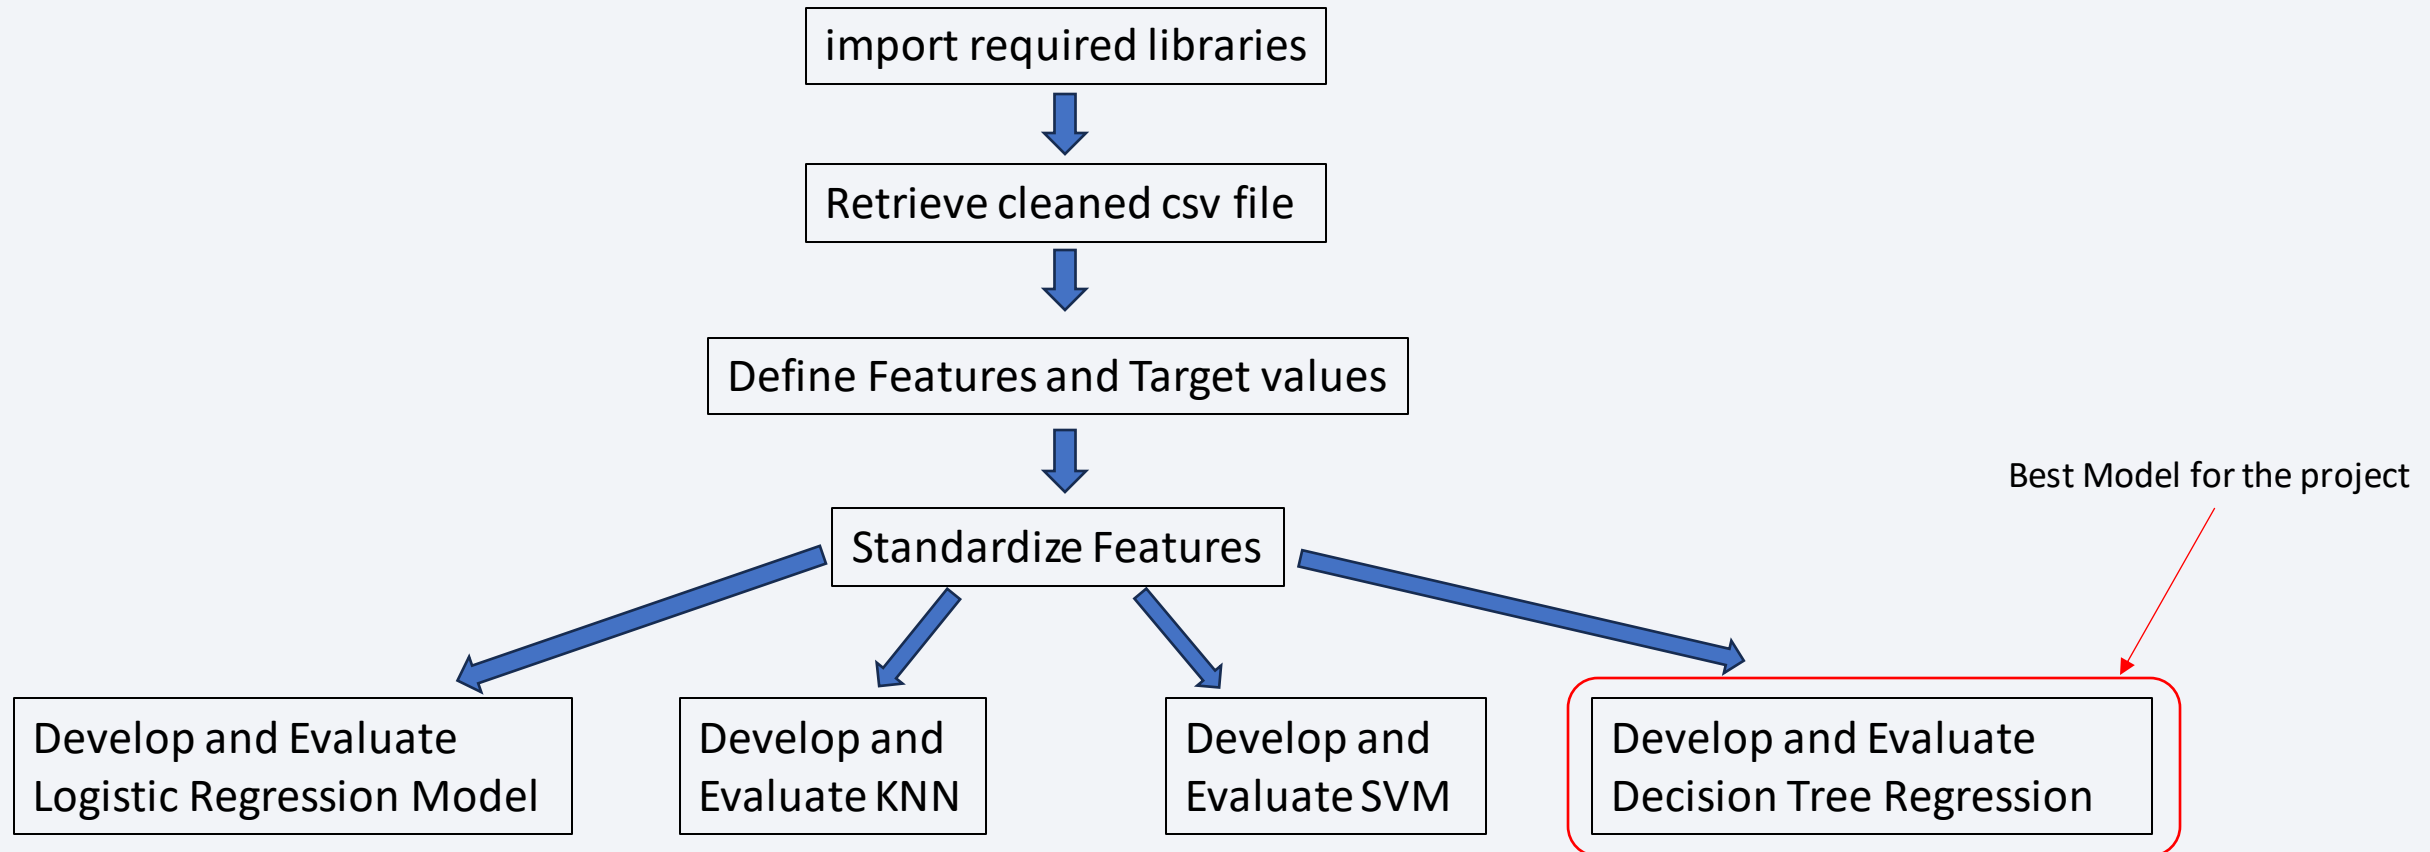 import required libraries
Retrieve cleaned csv file
Define Features and Target values
Best Model for the project
Standardize Features
Develop and Evaluate
Logistic Regression Model
Develop and
Evaluate KNN
Develop and
Evaluate SVM
Develop and Evaluate
Decision Tree Regression